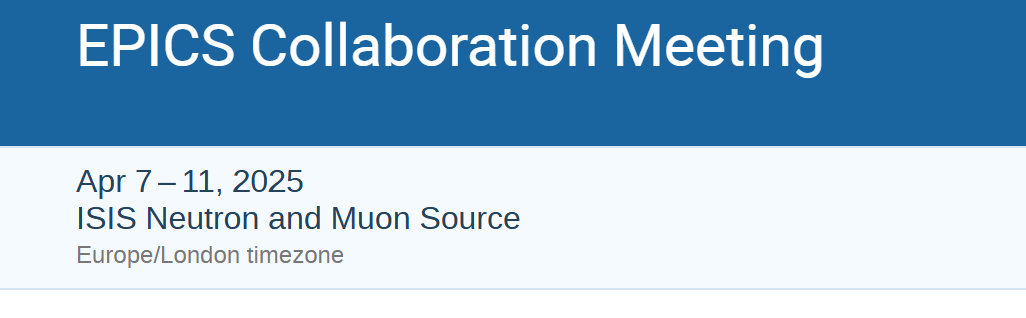 EPICS Collaboration Meeting
Apr 7 – 11, 2025
ISIS Neutron and Muon Source
Europe/London timezone